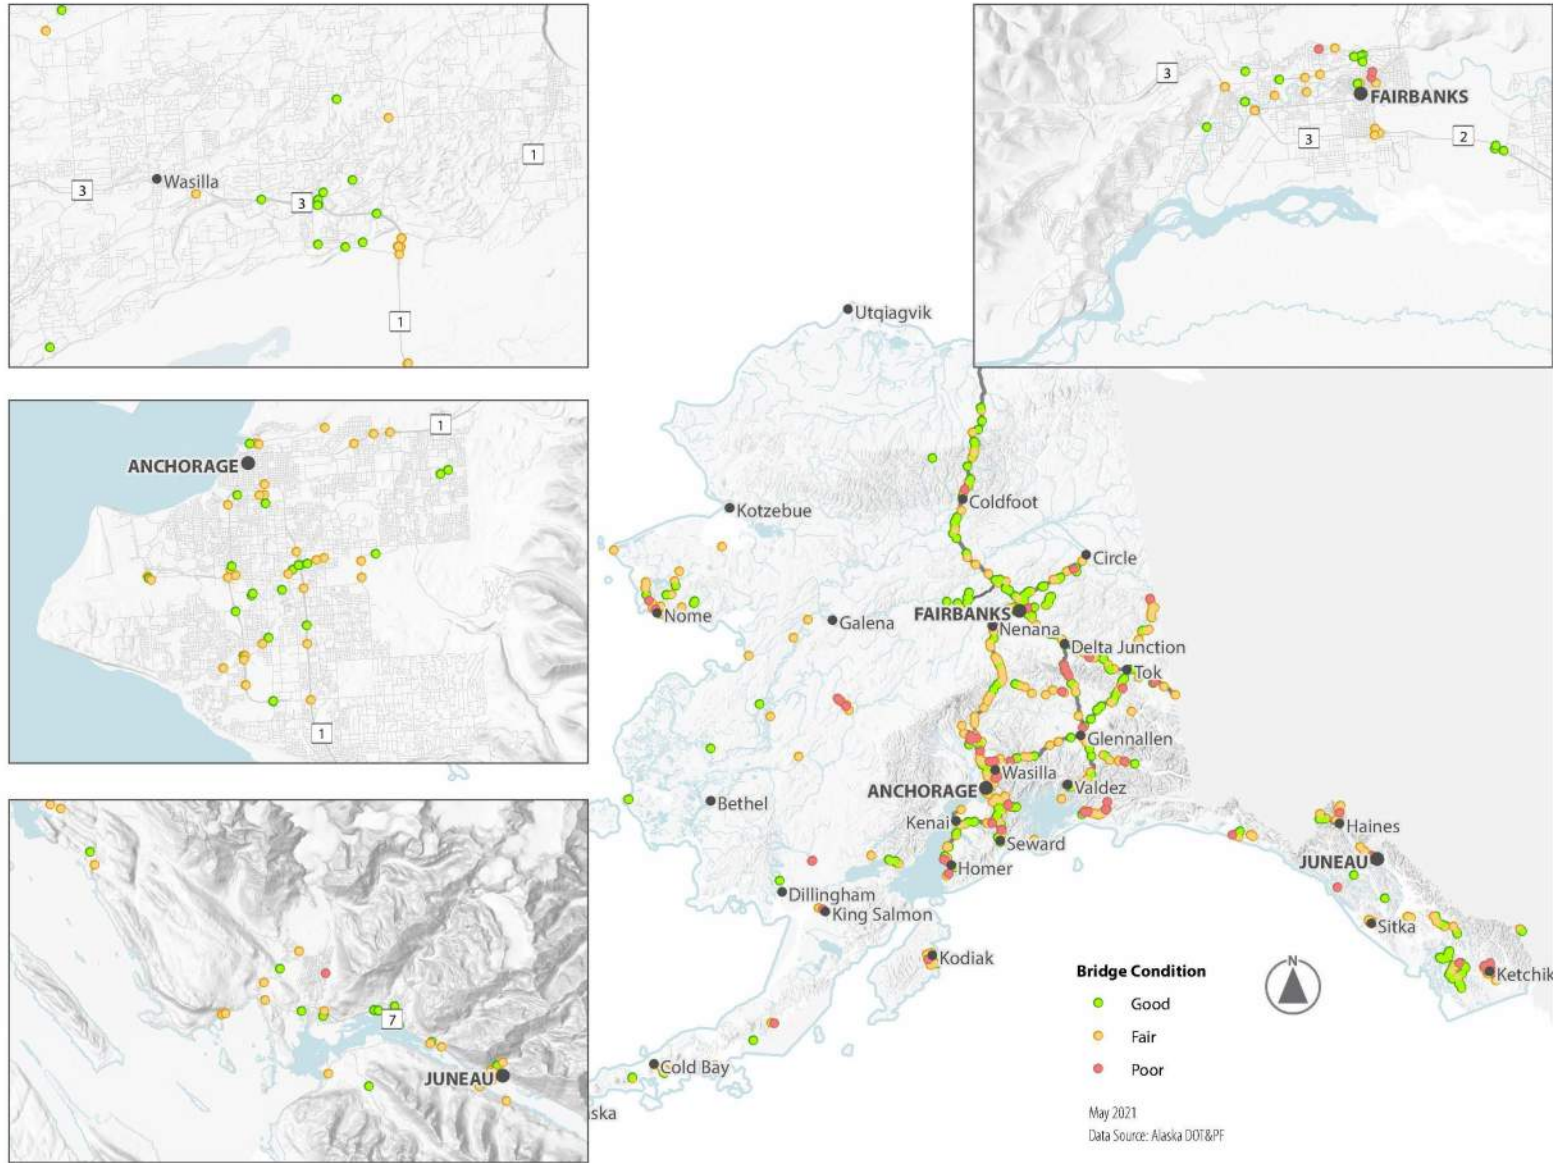 3
Wasilla
3
1
1
3
FAIRBANKS
3
2
1
ANCHORAGE
1
7
JUNEAU
Utqiagvik
Coldfoot
Kotzebue
Circle
Nome
Galena
FAIRBANKS
Nenana
Delta Junction
Tok
Glennallen
Wasilla
ANCHORAGE
Valdez
Bethel
Kenai
Seward
Haines
JUNEAU
Homer
Dillingham
King Salmon
Sitka
Kodiak
Ketchik
Cold Bay
ska
N
Bridge Condition
Good
Fair
Poor
May 2021
Data Source: Alaska DOT&PF